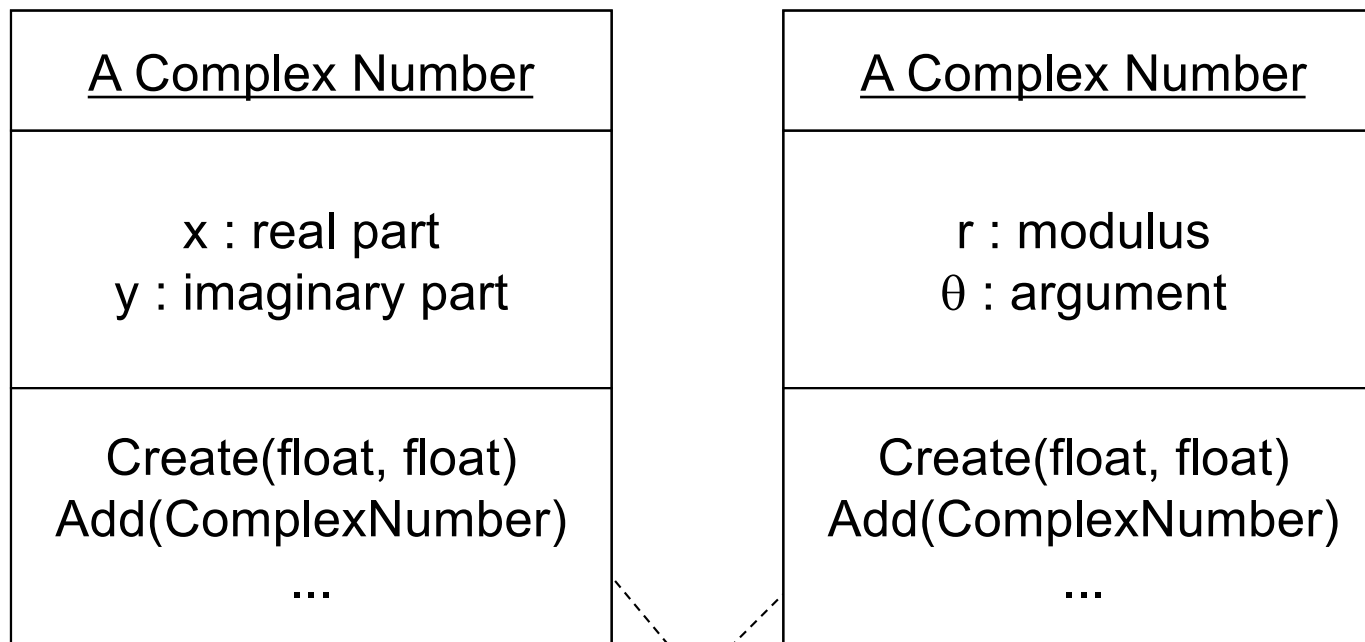 A Complex Number
x : real part
y : imaginary part
Create(float, float)
Add(ComplexNumber)
...
A Complex Number
r : modulus
θ : argument
Create(float, float)
Add(ComplexNumber)
...